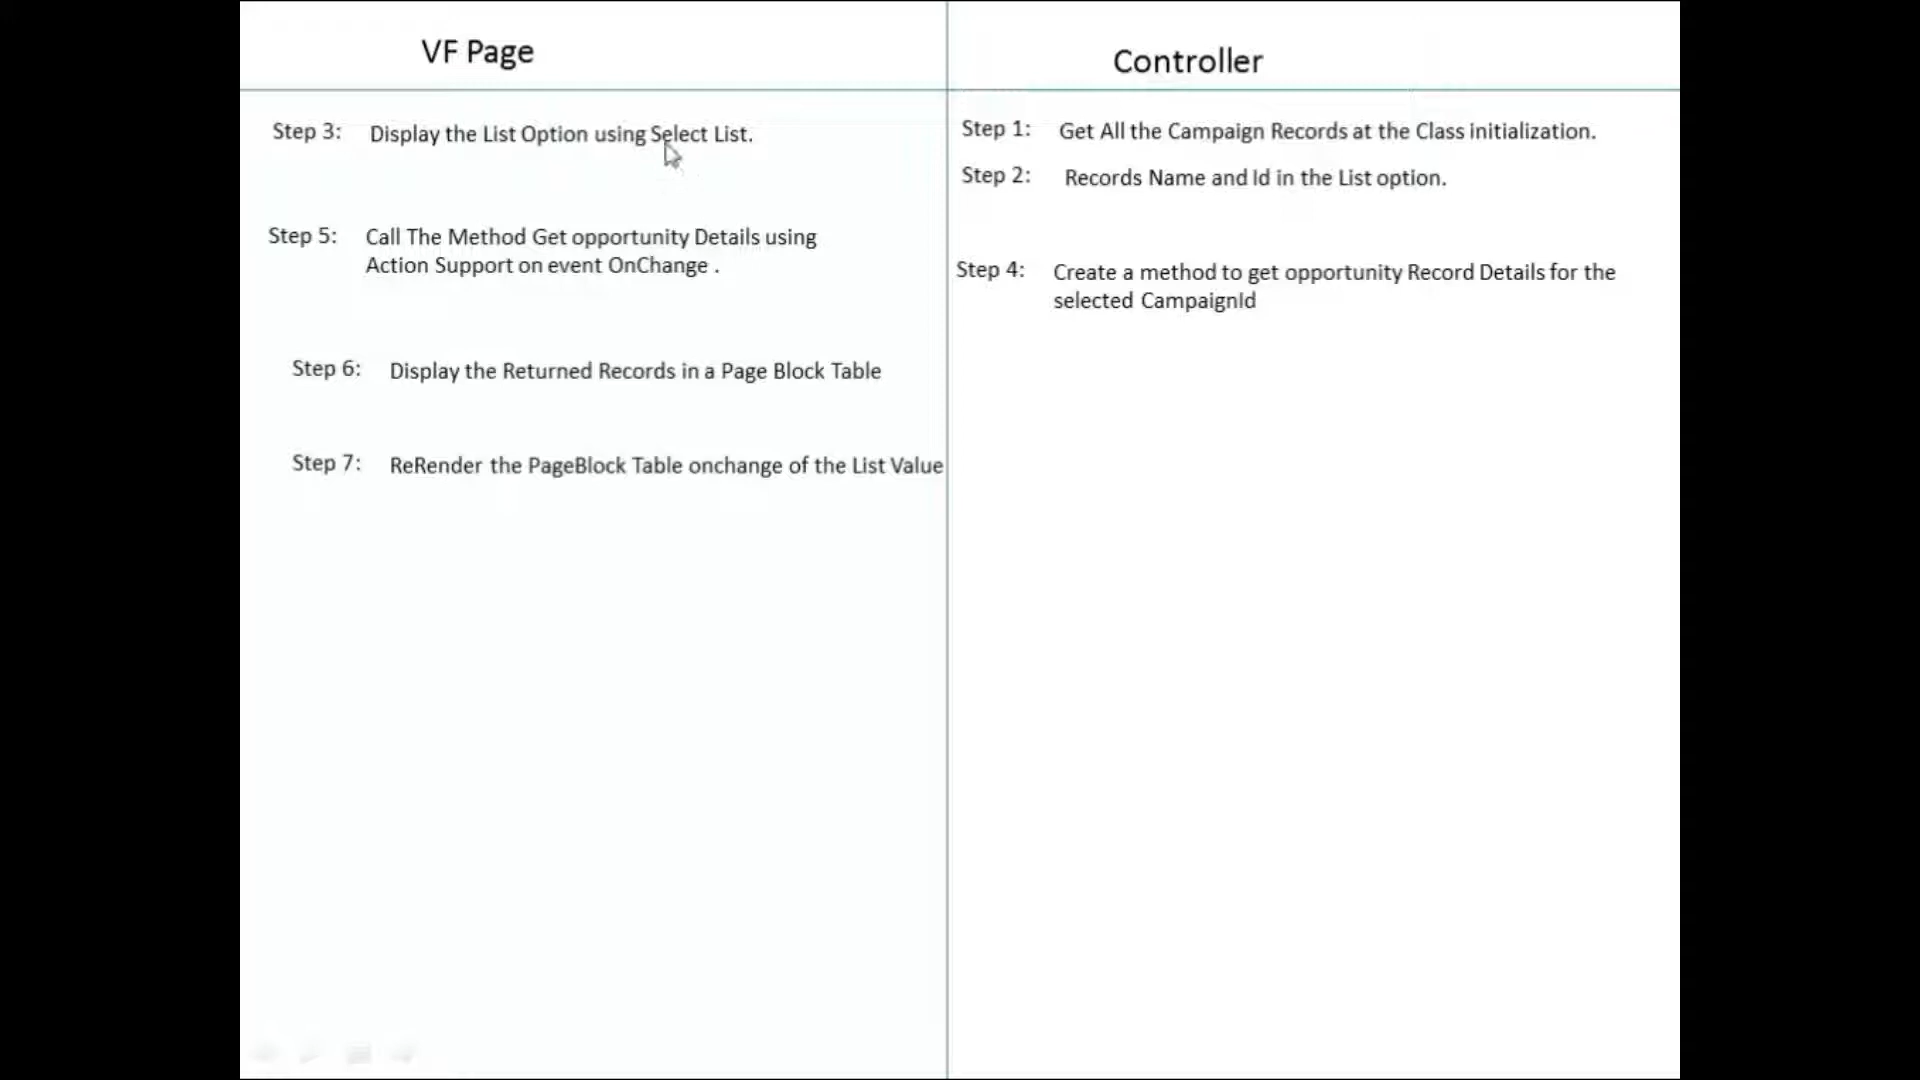 VF Page
Step 3: Display the List Option using Select List.
Step 5: Call The Method Get opportunity Details using
Action Support on event OnChange .
Step 6: Display the Returned Records in a Page Block Table
Step 7: ReRender the PageBlock Table onchange of the List Value
Controller
Step 1: Get All the Campaign Records at the Class initialization.
Step 2: Records Name and Id in the List option.
Step 4: Create a method to get opportunity Record Details for the
selected CampaignId